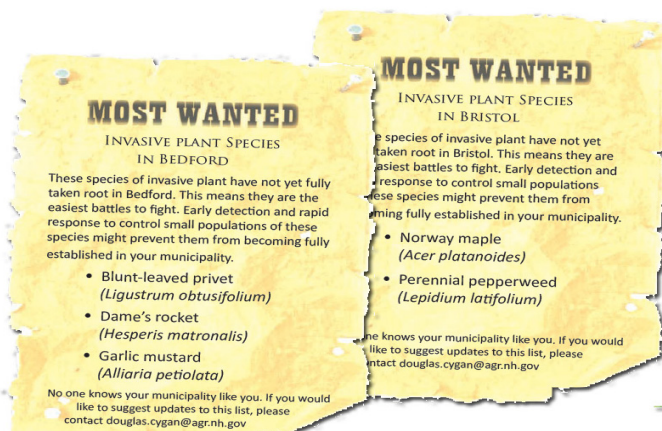 MOST WANTED
INVASIVE PLANT SPECIES
IN BEDFORD
These species of invasive plant have not yet fully
taken root in Bedford. This means they are the
easiest battles to fight. Early detection and rapid
response to control small populations of these
species might prevent them from becoming fully
established in your municipality.
• Blunt-leaved privet
(Ligustrum obtusifolium)
• Dame's rocket
(Hesperis matronalis)
• Garlic mustard
(Alliaria petiolata)
No one knows your municipality like you. If you would
like to suggest updates to this list, please
contact douglas.cygan@agr.nh.gov
MOST WANTED
INVASIVE PLANT SPECIES
IN BRISTOL
species of invasive plant have not yet
taken root in Bristol. This means they are
battles to fight. Early detection and
response to control small populations
species might prevent them from
fully established in your municipality.
• Norway maple
(Acer platanoides)
• Perennial pepperweed
(Lepidium latifolium)
knows your municipality like you. If you would
like to suggest updates to this list, please
douglas.cygan@agr.nh.gov